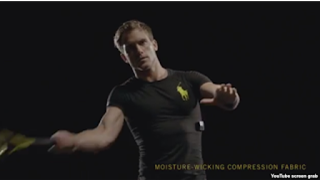 MOISTURE-WICKING COMPRESSION FABRIC
YouTube screen grab